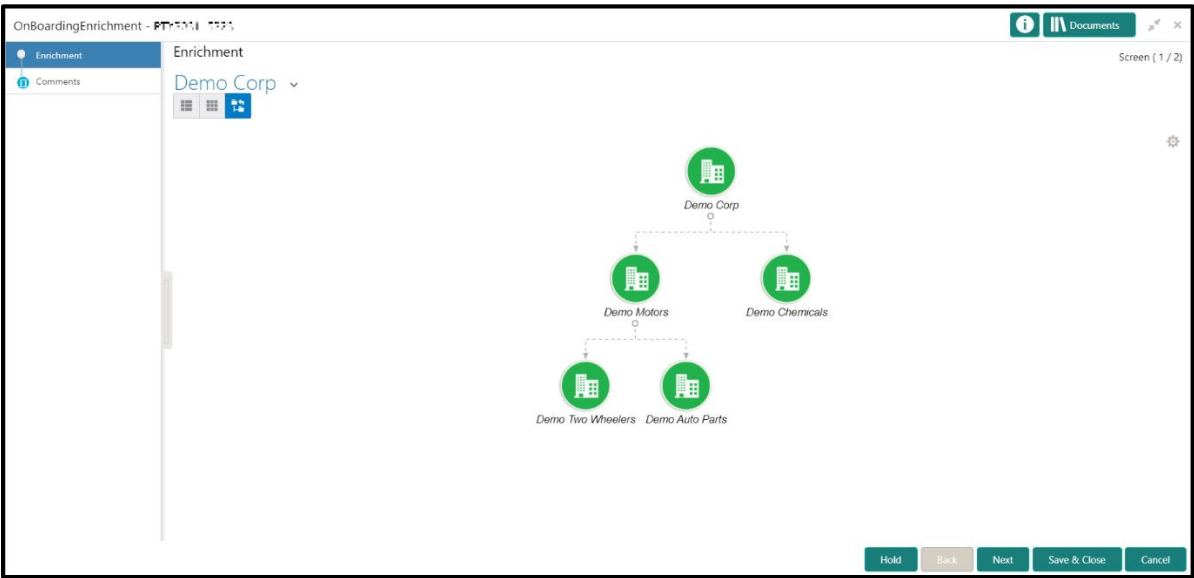 OnBoardingEnrichment -
Documents
Enrichment
Comments
Enrichment
Screen ( 1 / 2)
Demo Corp
Demo Corp
Demo Motors
Demo Chemicals
Demo Two Wheelers
Demo Auto Parts
Hold
Back
Next
Save & Close
Cancel